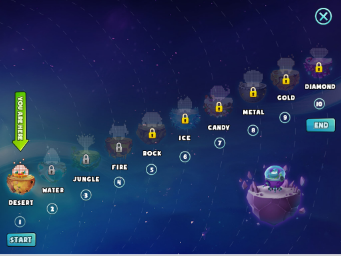 YOU ARE HERE
DESERT
1
START
WATER
2
JUNGLE
3
FIRE
4
ROCK
5
ICE
6
CANDY
7
METAL
8
GOLD
9
DIAMOND
10
END